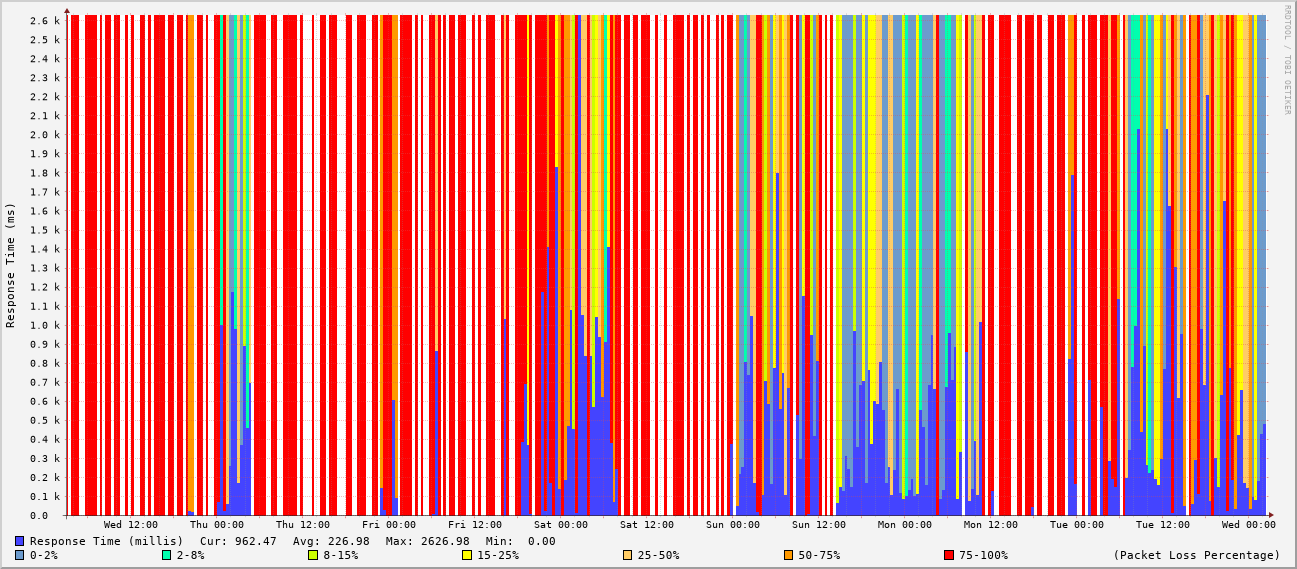 2.6 k
2.5 k
2.4 k
2.3 k
2.2 k
2.1 k
2.0 k
1.9 k
1.8 k
1.7 k
1.6 k
1.5 k
1.4 k
1.3 k
1.2 k
1.1 k
1.0 k
0.9 k
0.8 k
0.7 k
0.6 k
0.5 k
0.4 k
0.3 k
0.2 k
0.1 k
0.0
Response Time (ms)
RRDTOOL / TOBI OETIKER
Wed 12:00 Thu 00:00 Thu 12:00 Fri 00:00 Fri 12:00 Sat 00:00 Sat 12:00 Sun 00:00 Sun 12:00 Mon 00:00 Mon 12:00 Tue 00:00 Tue 12:00 Wed 00:00
Response Time (millis) Cur: 962.47 Avg: 226.98 Max: 2626.98 Min: 0.00
0-2% 2-8% 8-15% 15-25% 25-50% 50-75% 75-100% (Packet Loss Percentage)